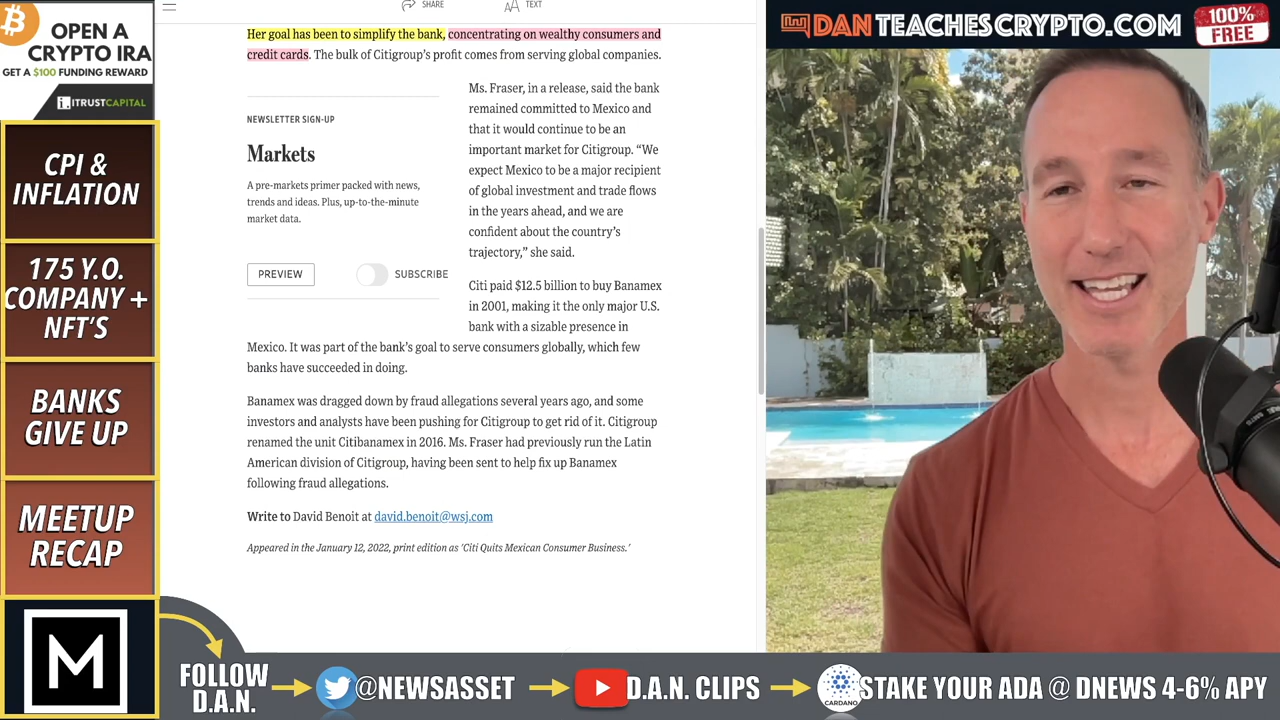 OPEN A
CRYPTO IRA
GET A $100 FUNDING REWARD
ITRUSTCAPITAL
CPI &
INFLATION
175 Y.O.
COMPANY +
NFT'S
BANKS
GIVE UP
MEETUP
RECAP
M
SHARE
AA TEXT
Her goal has been to simplify the bank, concentrating on wealthy consumers and
credit cards. The bulk of Citigroup’s profit comes from serving global companies.
NEWSLETTER SIGN-UP
Markets
A pre-markets primer packed with news,
trends and ideas. Plus, up-to-the-minute
market data.
PREVIEW
SUBSCRIBE
Ms. Fraser, in a release, said the bank
remained committed to Mexico and
that it would continue to be an
important market for Citigroup. “We
expect Mexico to be a major recipient
of global investment and trade flows
in the years ahead, and we are
confident about the country’s
trajectory,” she said.
Citi paid $12.5 billion to buy Banamex
in 2001, making it the only major U.S.
bank with a sizable presence in
Mexico. It was part of the bank’s goal to serve consumers globally, which few
banks have succeeded in doing.
Banamex was dragged down by fraud allegations several years ago, and some
investors and analysts have been pushing for Citigroup to get rid of it. Citigroup
renamed the unit Citibanamex in 2016. Ms. Fraser had previously run the Latin
American division of Citigroup, having been sent to help fix up Banamex
following fraud allegations.
Write to David Benoit at david.benoit@wsj.com
Appeared in the January 12, 2022, print edition as ‘Citi Quits Mexican Consumer Business.’
DANTEACHESCRYPTO.COM
100%
FREE
FOLLOW
D.A.N.
@NEWSASSET
D.A.N. CLIPS
CARDANO
STAKE YOUR ADA @ DNEWS 4-6% APY